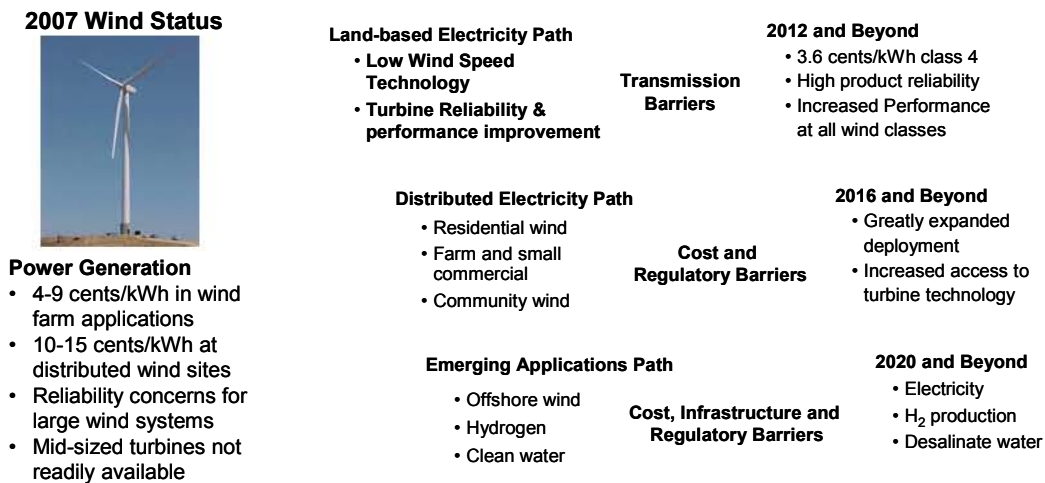 2007 Wind Status
Power Generation
• 4-9 cents/kWh in wind
farm applications
• 10-15 cents/kWh at
distributed wind sites
• Reliability concerns for
large wind systems
• Mid-sized turbines not
readily available
Land-based Electricity Path
• Low Wind Speed
Technology
• Turbine Reliability &
performance improvement
Transmission
Barriers
2012 and Beyond
• 3.6 cents/kWh class 4
• High product reliability
• Increased Performance
at all wind classes
Distributed Electricity Path
• Residential wind
• Farm and small
commercial
• Community wind
Cost and
Regulatory Barriers
2016 and Beyond
• Greatly expanded
deployment
• Increased access to
turbine technology
Emerging Applications Path
• Offshore wind
• Hydrogen
• Clean water
Cost, Infrastructure and
Regulatory Barriers
2020 and Beyond
• Electricity
• H₂ production
• Desalinate water